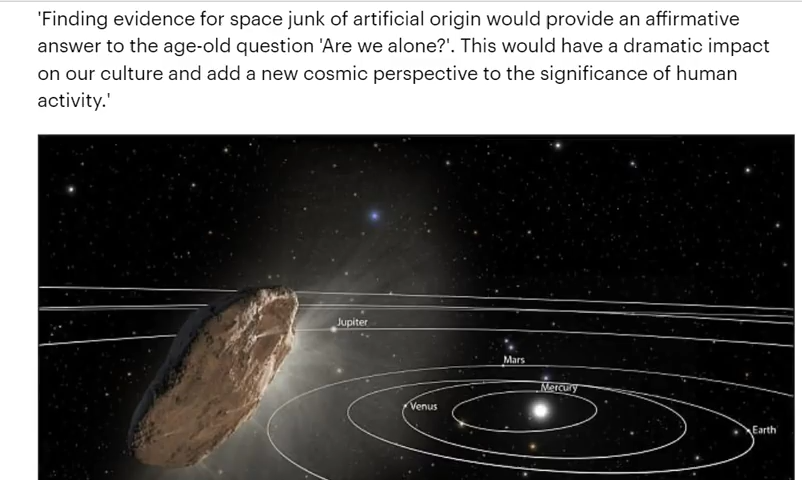 'Finding evidence for space junk of artificial origin would provide an affirmative
answer to the age-old question 'Are we alone?'. This would have a dramatic impact
on our culture and add a new cosmic perspective to the significance of human
activity.'
Jupiter
Mars
Mercury
Venus
Earth